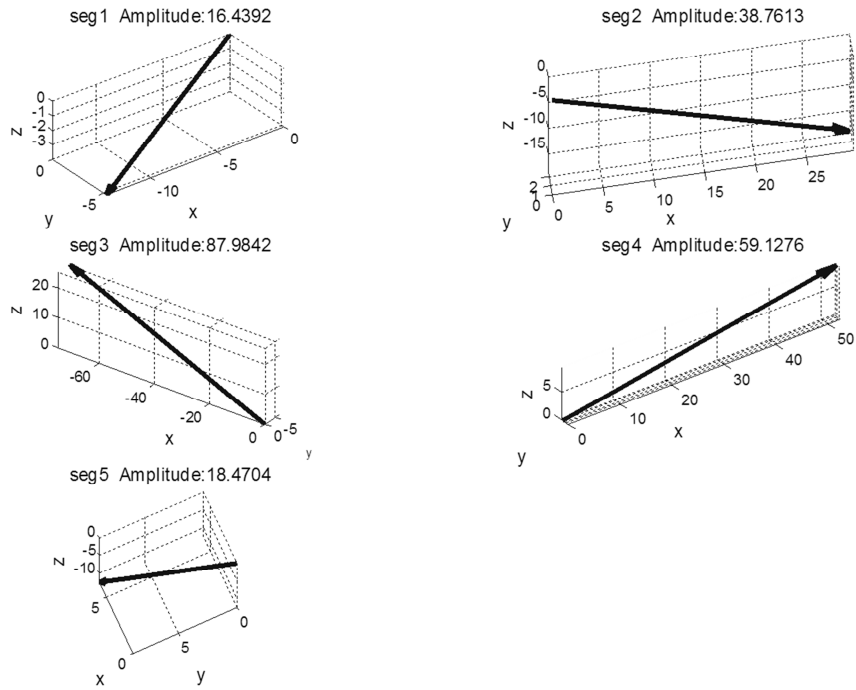 seg1 Amplitude:16.4392
0
-1
-2
-3
z
0
-5
y
-10
-5
0
x
seg2 Amplitude:38.7613
0
-5
-10
-15
z
2
1
y
0
5
10
15
20
25
x
seg3 Amplitude:87.9842
20
10
0
z
-60
-40
-20
0
x
0
-5
y
seg4 Amplitude:59.1276
5
0
z
y
0
10
20
30
40
50
x
seg5 Amplitude:18.4704
0
-5
-10
z
5
0
x
5
0
y